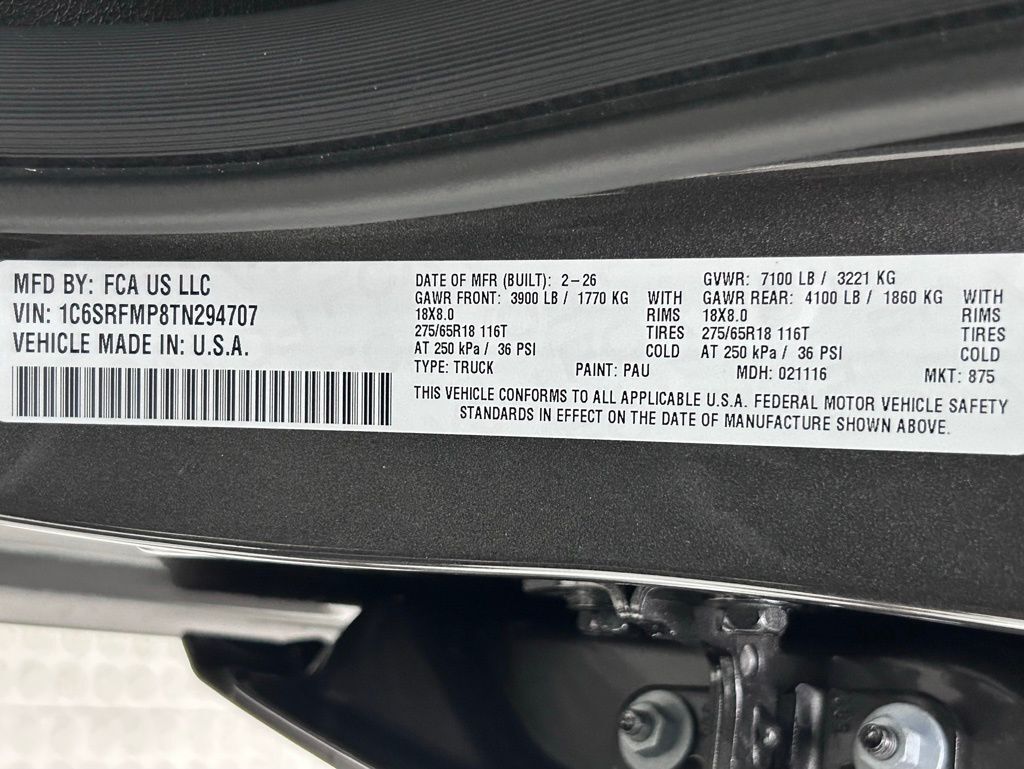 MFD BY: FCA US LLC
VIN: 1C6SRFMP8TN294707
VEHICLE MADE IN: U.S.A.
DATE OF MFR (BUILT): 2-26 GVWR: 7100 LB / 3221 KG
GAWR FRONT: 3900 LB / 1770 KG WITH GAWR REAR: 4100 LB / 1860 KG WITH
18X8.0 RIMS 18X8.0 RIMS
275/65R18 116T TIRES 275/65R18 116T TIRES
AT 250 kPa / 36 PSI COLD AT 250 kPa / 36 PSI COLD
TYPE: TRUCK PAINT: PAU MDH: 021116 MKT: 875
THIS VEHICLE CONFORMS TO ALL APPLICABLE U.S.A. FEDERAL MOTOR VEHICLE SAFETY
STANDARDS IN EFFECT ON THE DATE OF MANUFACTURE SHOWN ABOVE.